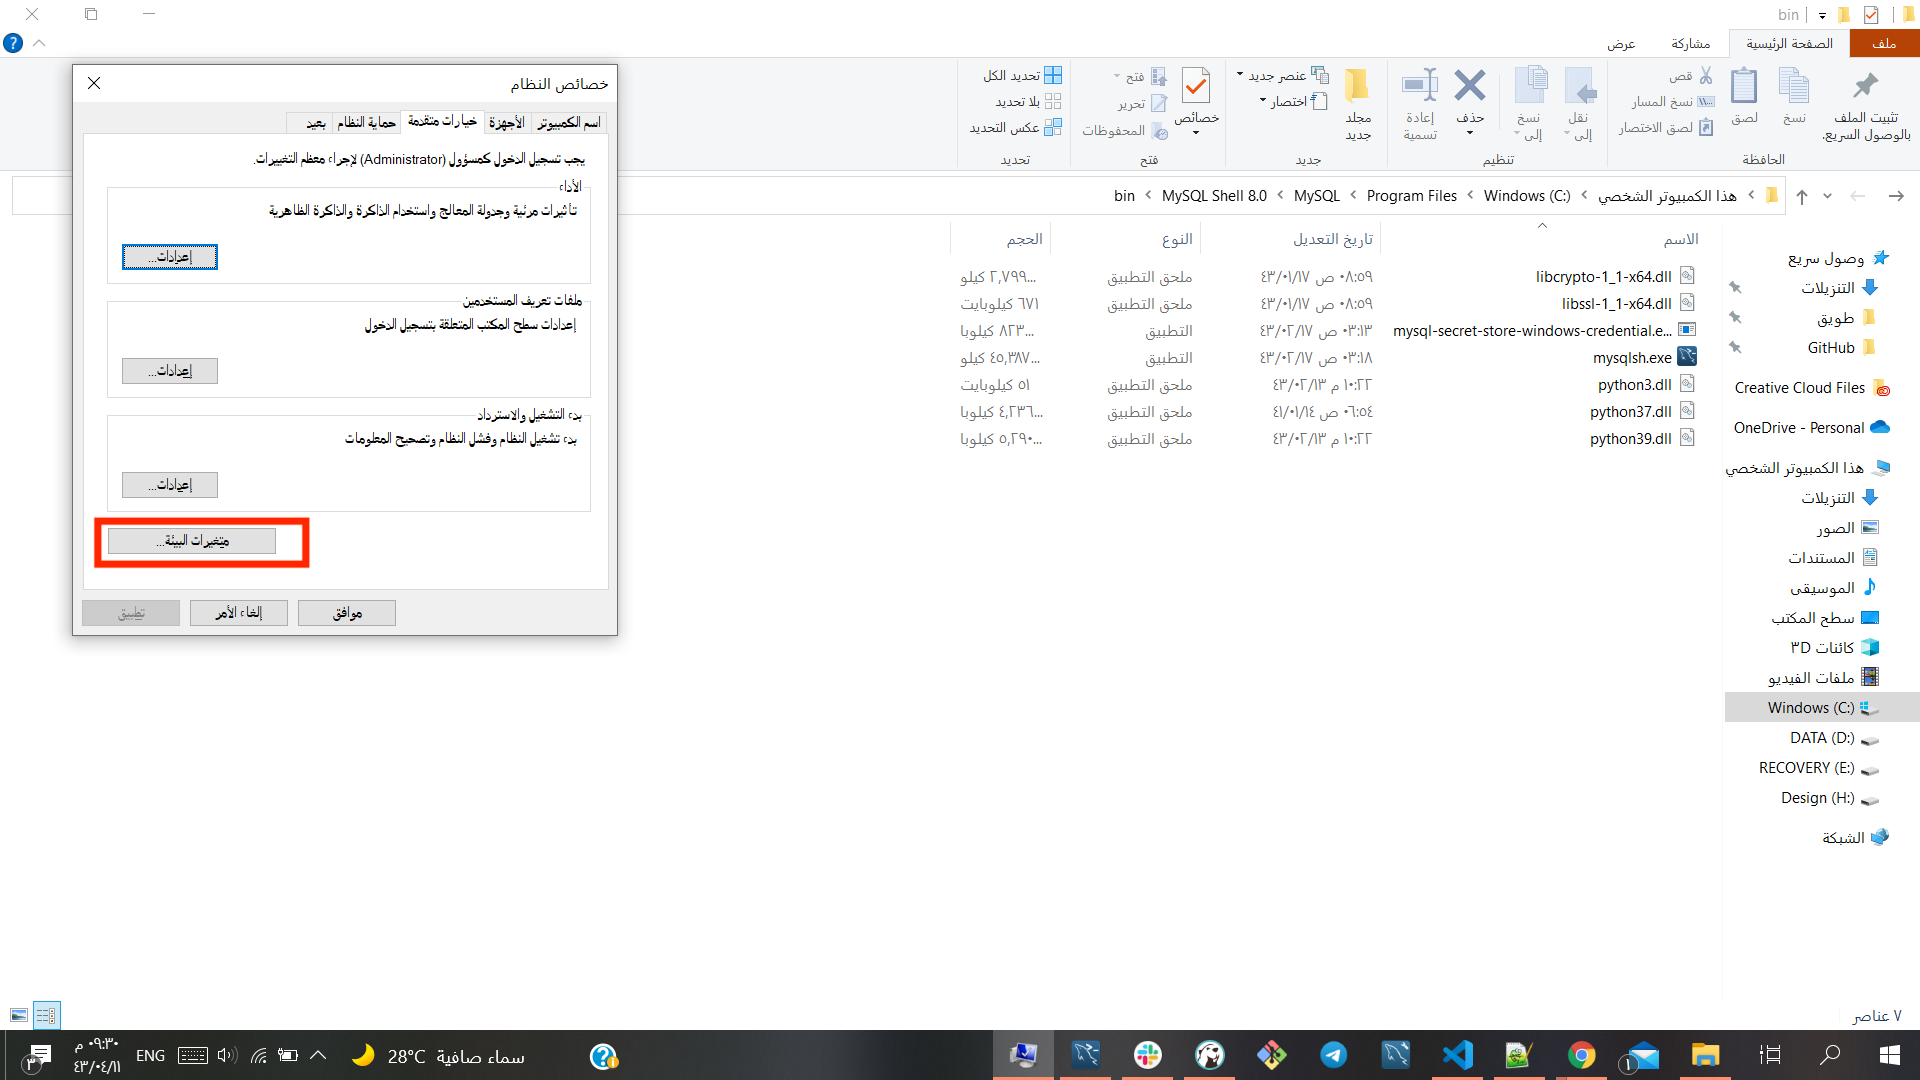 bin
ملف
الصفحة الرئيسية
مشاركة
عرض
تثبيت الملف بالوصول السريع.
نسخ
لصق
قص
نسخ المسار
لصق الاختصار
الحافظة
نقل إلى
نسخ إلى
حذف
إعادة تسمية
تنظيم
مجلد جديد
عنصر جديد
اختصار
جديد
خصائص
فتح
تحرير
المحفوظات
فتح
تحديد الكل
بلا تحديد
عكس التحديد
تحديد
هذا الكمبيوتر الشخصي
Windows (C:)
Program Files
MySQL
MySQL Shell 8.0
bin
الاسم
تاريخ التعديل
النوع
الحجم
libcrypto-1_1-x64.dll ٤٣/٠١/١٧ ٠٨:٥٩ ص ملحق التطبيق ٢,٧٩٩ كيلو...
libssl-1_1-x64.dll ٤٣/٠١/١٧ ٠٨:٥٩ ص ملحق التطبيق ٦٧١ كيلوبايت
mysql-secret-store-windows-credential.e... ٤٣/٠٢/١٧ ٠٣:١٣ ص التطبيق ٨٢٣ كيلوبا...
mysqlsh.exe ٤٣/٠٢/١٧ ٠٣:١٨ ص التطبيق ٤٥,٣٨٧ كيلو...
python3.dll ٤٣/٠٢/١٣ ١٠:٢٢ م ملحق التطبيق ٥١ كيلوبايت
python37.dll ٤١/٠١/١٤ ٠٦:٥٤ ص ملحق التطبيق ٤,٢٣٦ كيلوبا...
python39.dll ٤٣/٠٢/١٣ ١٠:٢٢ م ملحق التطبيق ٥,٢٩٠ كيلوبا...
وصول سريع
التنزيلات
طويق
GitHub
Creative Cloud Files
OneDrive - Personal
هذا الكمبيوتر الشخصي
التنزيلات
الصور
المستندات
الموسيقى
سطح المكتب
كائنات ٣D
ملفات الفيديو
Windows (C:)
DATA (D:)
RECOVERY (E:)
Design (H:)
الشبكة
٧ عناصر
خصائص النظام
اسم الكمبيوتر
الأجهزة
خيارات متقدمة
حماية النظام
بعيد
يجب تسجيل الدخول كمسؤول (Administrator) لإجراء معظم التغييرات.
الأداء
تأثيرات مرئية وجدولة المعالج واستخدام الذاكرة والذاكرة الظاهرية
إعدادات...
ملفات تعريف المستخدمين
إعدادات سطح المكتب المتعلقة بتسجيل الدخول
إعدادات...
بدء التشغيل والاسترداد
بدء تشغيل النظام وفشل النظام وتصحيح المعلومات
إعدادات...
متغيرات البيئة...
موافق
إلغاء الأمر
تطبيق
١
سماء صافية 28°C
ENG
٠٩:٣٠ م
٤٣/٠٤/١١
٣